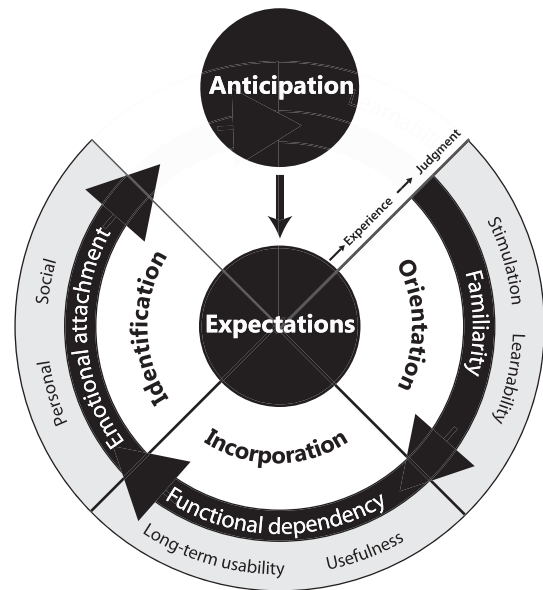 Anticipation
Experience
Judgment
Expectations
Orientation
Familiarity
Stimulation
Learnability
Incorporation
Functional dependency
Long-term usability
Usefulness
Identification
Emotional attachment
Social
Personal